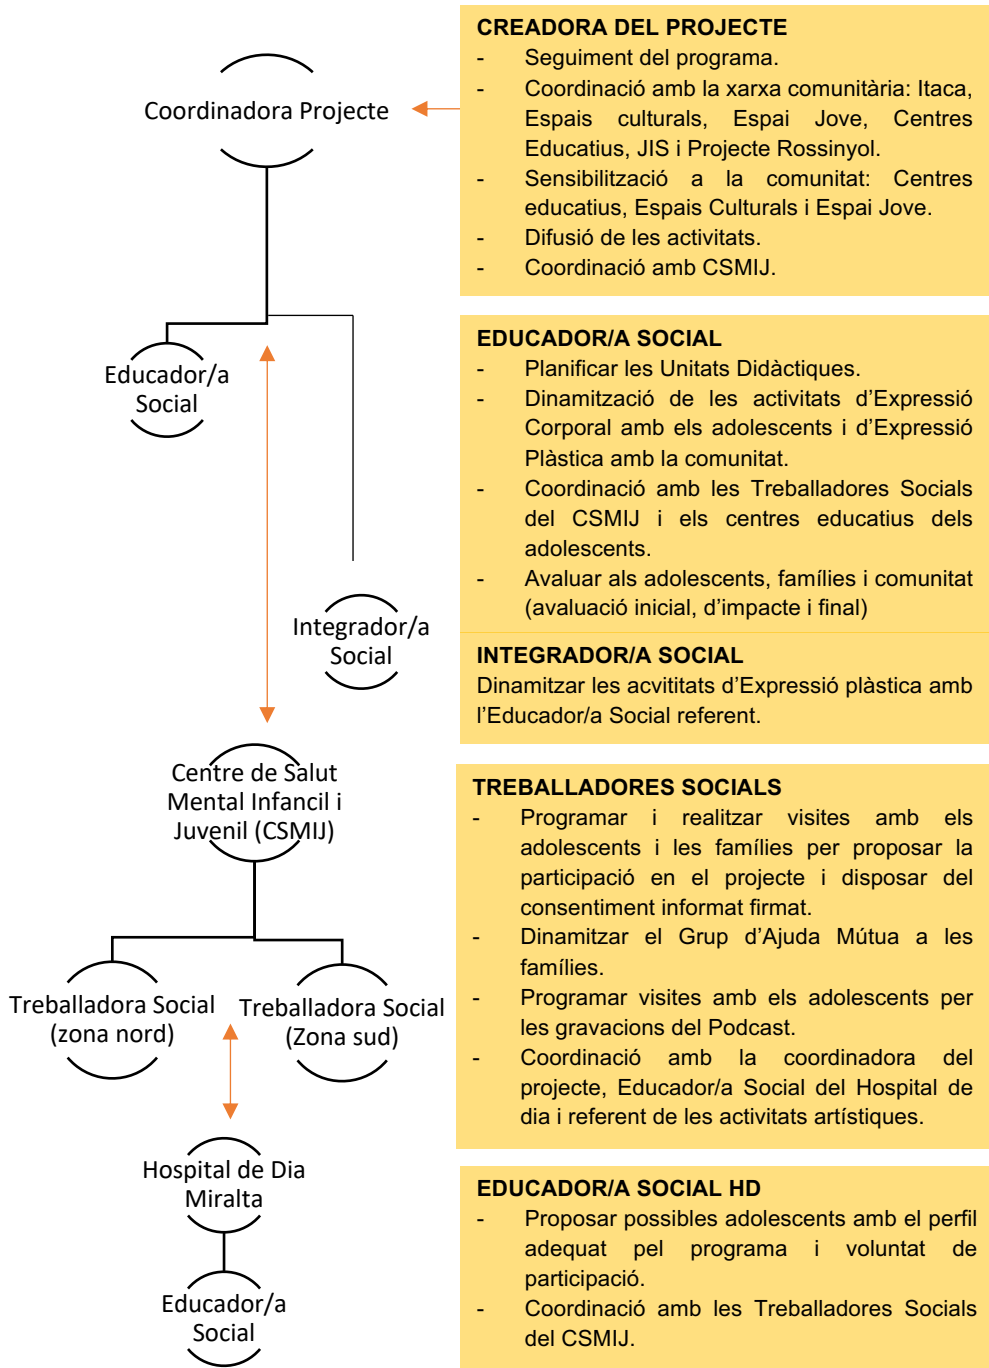 Coordinadora Projecte
CREADORA DEL PROJECTE
- Seguiment del programa.
- Coordinació amb la xarxa comunitària: Itaca,
Espais culturals, Espai Jove, Centres
Educatius, JIS i Projecte Rossinyol.
- Sensibilització a la comunitat: Centres
educatius, Espais Culturals i Espai Jove.
- Difusió de les activitats.
- Coordinació amb CSMIJ.
Educador/a
Social
Integrador/a
Social
EDUCADOR/A SOCIAL
- Planificar les Unitats Didàctiques.
- Dinamització de les activitats d’Expressió
Corporal amb els adolescents i d’Expressió
Plàstica amb la comunitat.
- Coordinació amb les Treballadores Socials
del CSMIJ i els centres educatius dels
adolescents.
- Avaluar als adolescents, famílies i comunitat
(avaluació inicial, d’impacte i final)
INTEGRADOR/A SOCIAL
Dinamitzar les acvititats d’Expressió plàstica amb
l’Educador/a Social referent.
Centre de Salut
Mental Infancil i
Juvenil (CSMIJ)
Treballadora Social
(zona nord)
Treballadora Social
(Zona sud)
TREBALLADORES SOCIALS
- Programar i realitzar visites amb els
adolescents i les famílies per proposar la
participació en el projecte i disposar del
consentiment informat firmat.
- Dinamitzar el Grup d’Ajuda Mútua a les
famílies.
- Programar visites amb els adolescents per
les gravacions del Podcast.
- Coordinació amb la coordinadora del
projecte, Educador/a Social del Hospital de
dia i referent de les activitats artístiques.
Hospital de Dia
Miralta
Educador/a
Social
EDUCADOR/A SOCIAL HD
- Proposar possibles adolescents amb el perfil
adequat pel programa i voluntat de
participació.
- Coordinació amb les Treballadores Socials
del CSMIJ.